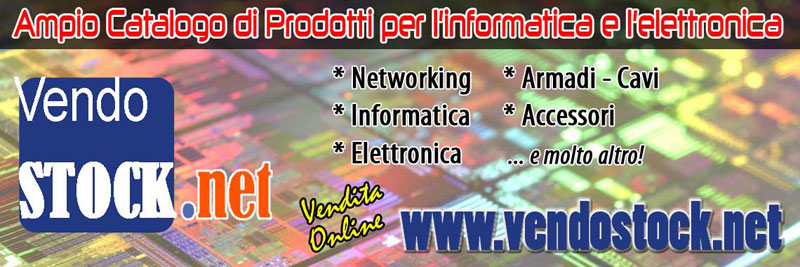 Ampio Catalogo di Prodotti per l'informatica e l'elettronica
Vendo
STOCK.net
* Networking
* Informatica
* Elettronica
* Armadi - Cavi
* Accessori
... e molto altro!
Vendita
Online
www.vendostock.net